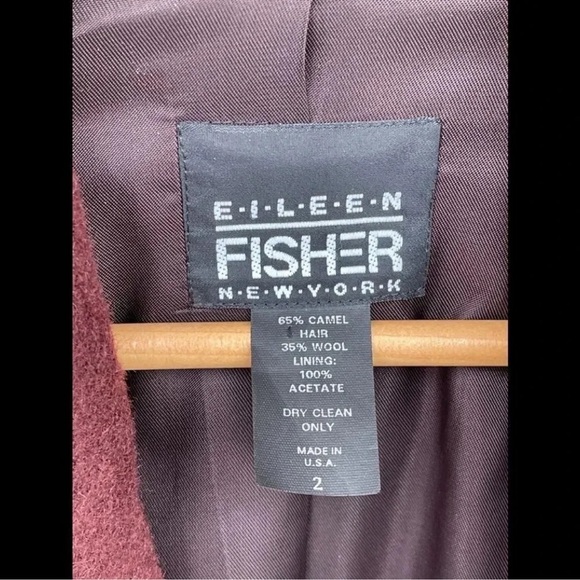 E·I·L·E·E·N
FISHER
N·E·W·Y·O·R·K
65% CAMEL
HAIR
35% WOOL
LINING:
100%
ACETATE
DRY CLEAN
ONLY
MADE IN
U.S.A.
2